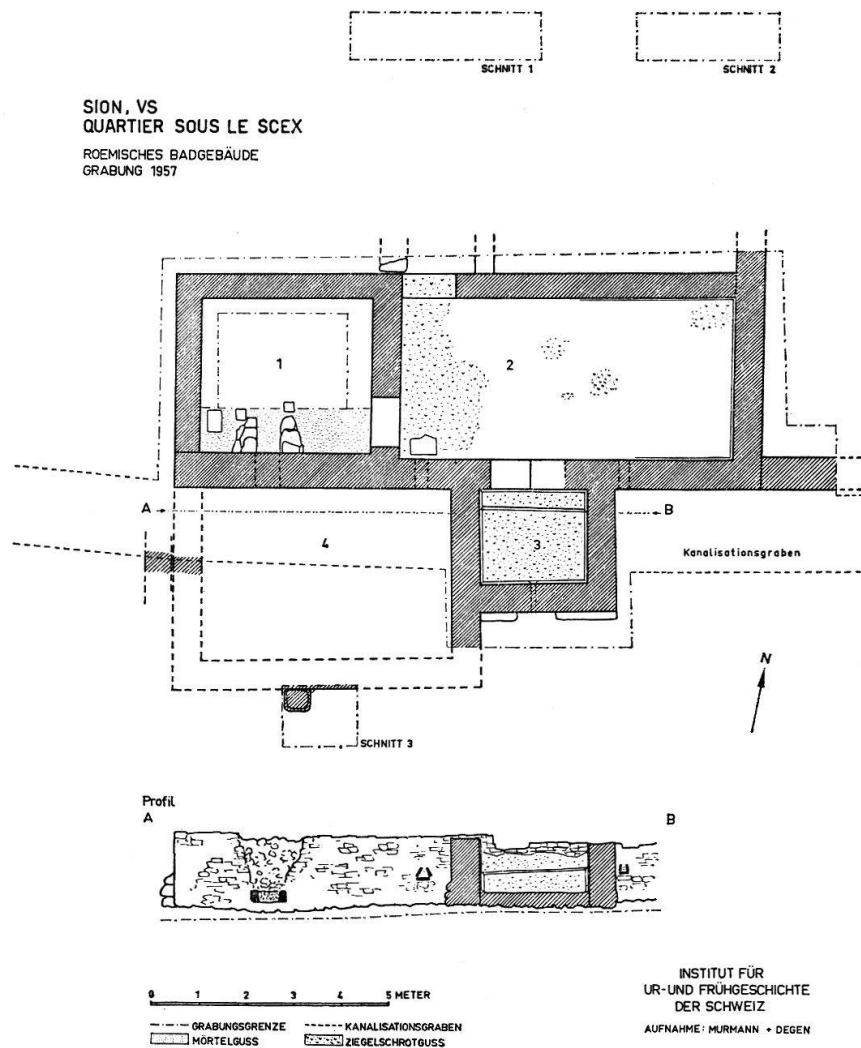 SCHNITT 1
SCHNITT 2
SION, VS
QUARTIER SOUS LE SCEX
ROEMISCHES BADGEBÄUDE
GRABUNG 1957
1
2
A
B
4
3
Kanalisationsgraben
N
SCHNITT 3
Profil
A
B
0 1 2 3 4 5 METER
GRABUNGSGRENZE
KANALISATIONSGRABEN
MÖRTELGUSS
ZIEGELSCHROTGUSS
INSTITUT FÜR
UR-UND FRÜHGESCHICHTE
DER SCHWEIZ
AUFNAHME: MURMANN + DEGEN